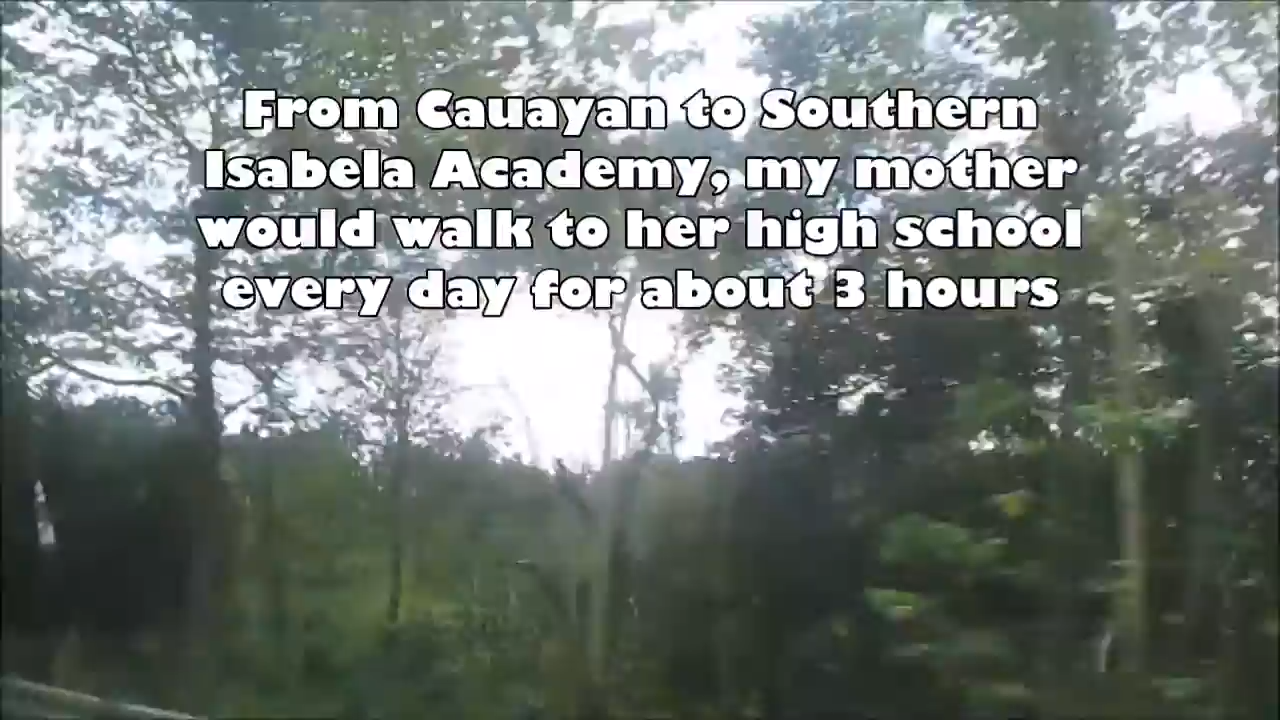 From Cauayan to Southern
Isabela Academy, my mother
would walk to her high school
every day for about 3 hours